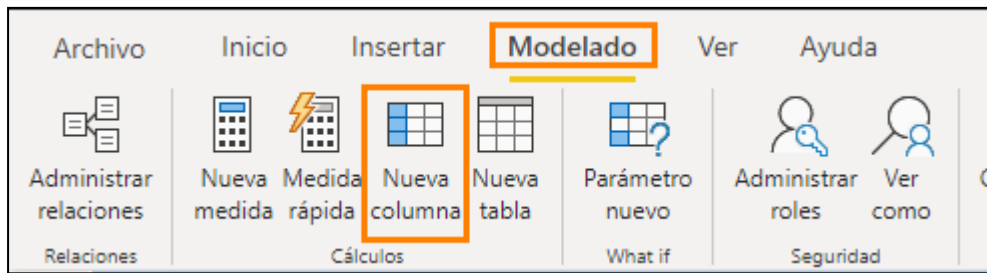 Archivo Inicio Insertar Modelado Ver Ayuda
Administrar relaciones
Nueva medida
Medida rápida
Nueva columna
Nueva tabla
Parámetro nuevo
Administrar roles
Ver como
Relaciones Cálculos What if Seguridad